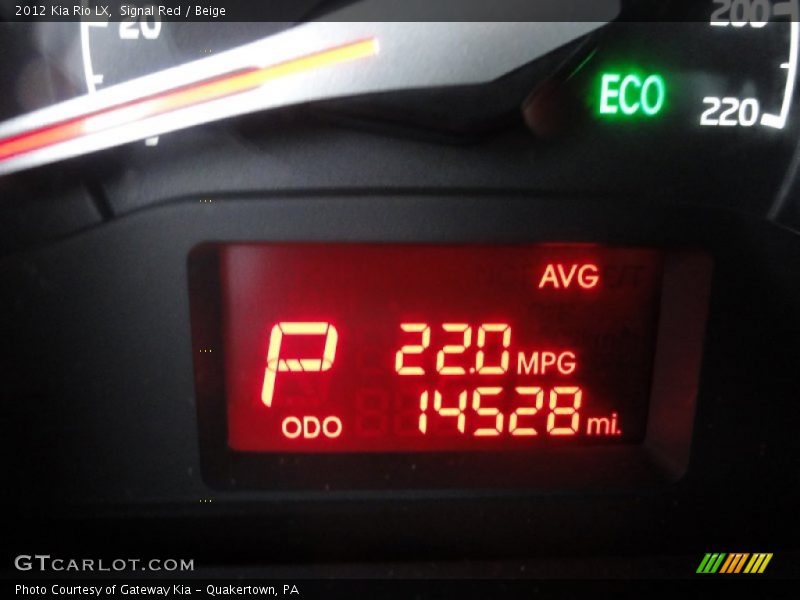 2012 Kia Rio LX, Signal Red / Beige
20
200
ECO
220
AVG
P
22.0 MPG
ODO 14528 mi.
GTCARLOT.COM
Photo Courtesy of Gateway Kia - Quakertown, PA